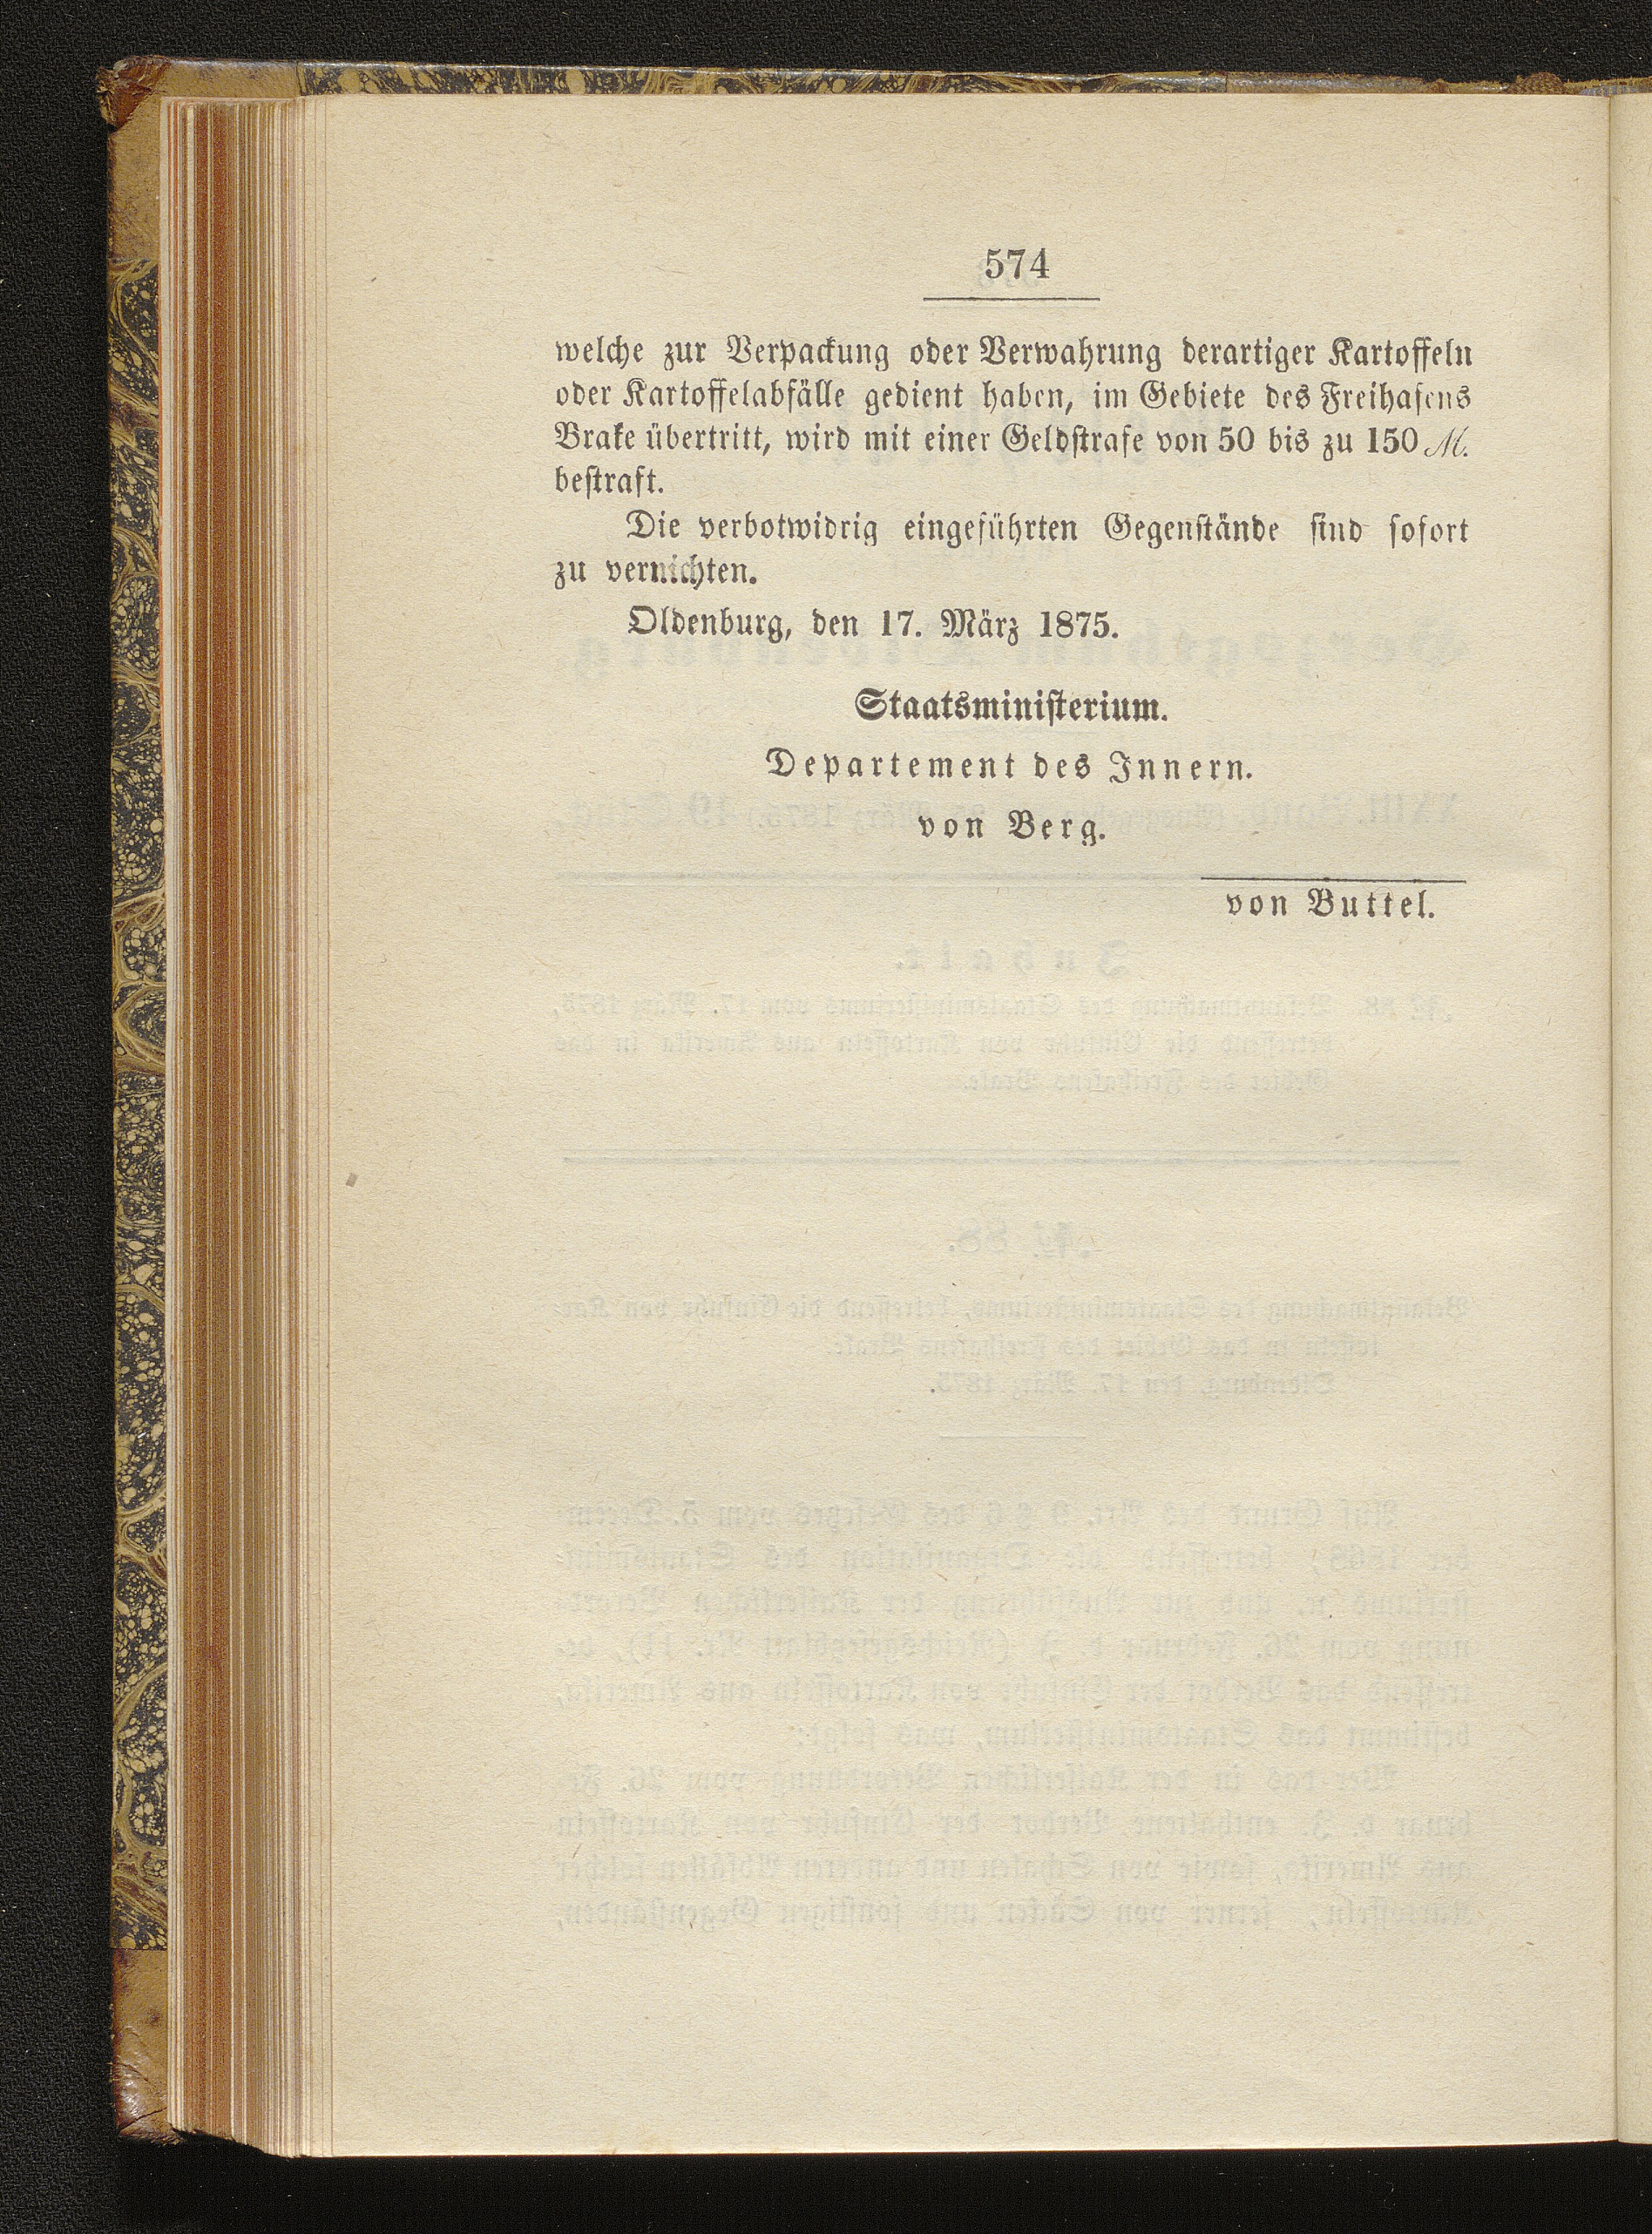 574
welche zur Verpackung oder Verwahrung derartiger Kartoffeln
oder Kartoffelabfälle gedient haben, im Gebiete des Freihafens
Brake übertritt, wird mit einer Geldstrafe von 50 bis zu 150 M.
bestraft.
Die verbotwidrig eingeführten Gegenstände sind sofort
zu vernichten.
Oldenburg, den 17. März 1875.
Staatsministerium.
Departement des Innern.
von Berg.
von Buttel.